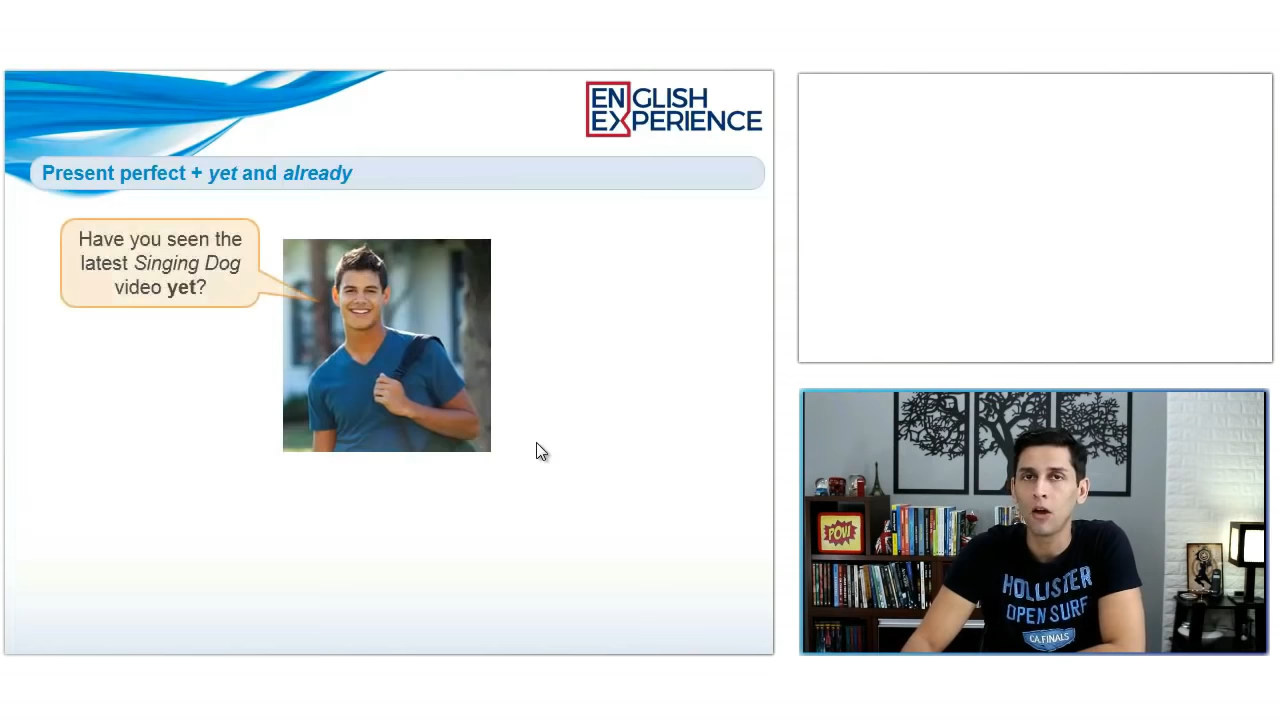 ENGLISH
EXPERIENCE
Present perfect + yet and already
Have you seen the
latest Singing Dog
video yet?
POW!
HOLLISTER
OPEN SURF
CA.FINALS